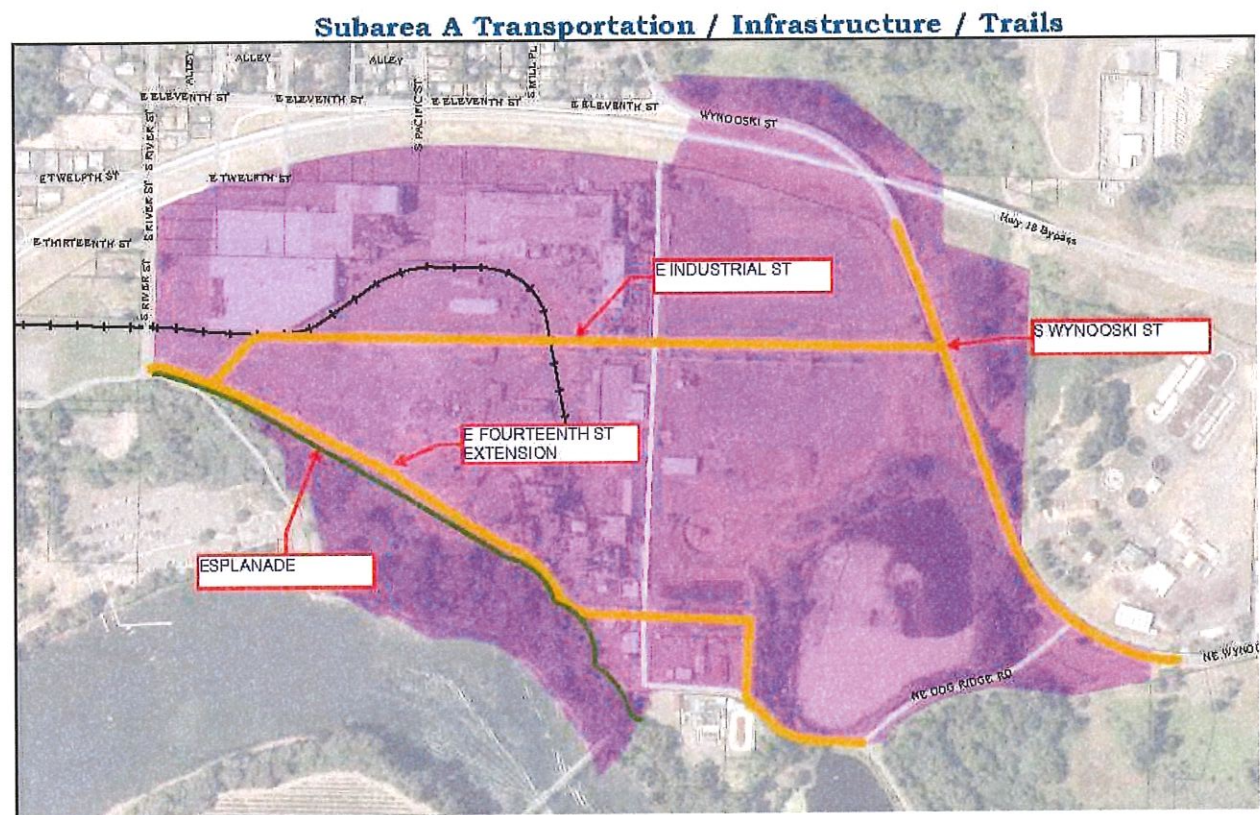 Subarea A Transportation / Infrastructure / Trails
ALLEY
ALLEY
ALLEY
S MILL PL
E ELEVENTH ST
E ELEVENTH ST
E ELEVENTH ST
E ELEVENTH ST
S PACIFIC ST
WYNOOSKI ST
S RIVER ST
S RIVER ST
S RIVER ST
E TWELFTH ST
E TWELFTH ST
E THIRTEENTH ST
Hwy 18 Bypass
E INDUSTRIAL ST
S WYNOOSKI ST
E FOURTEENTH ST
EXTENSION
ESPLANADE
NE DOG RIDGE RD
NE WYNOO